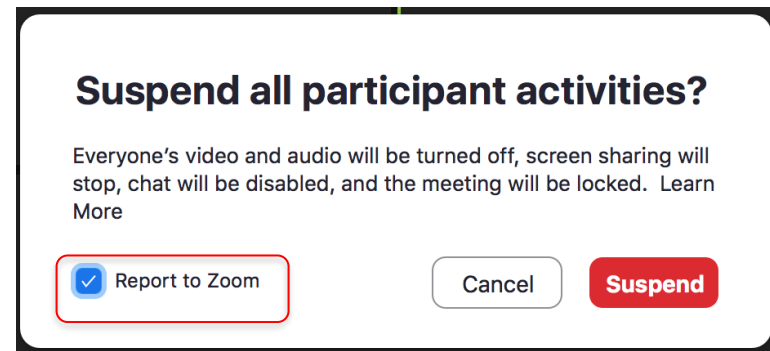 Suspend all participant activities?
Everyone's video and audio will be turned off, screen sharing will
stop, chat will be disabled, and the meeting will be locked.  Learn
More
Report to Zoom
Cancel
Suspend